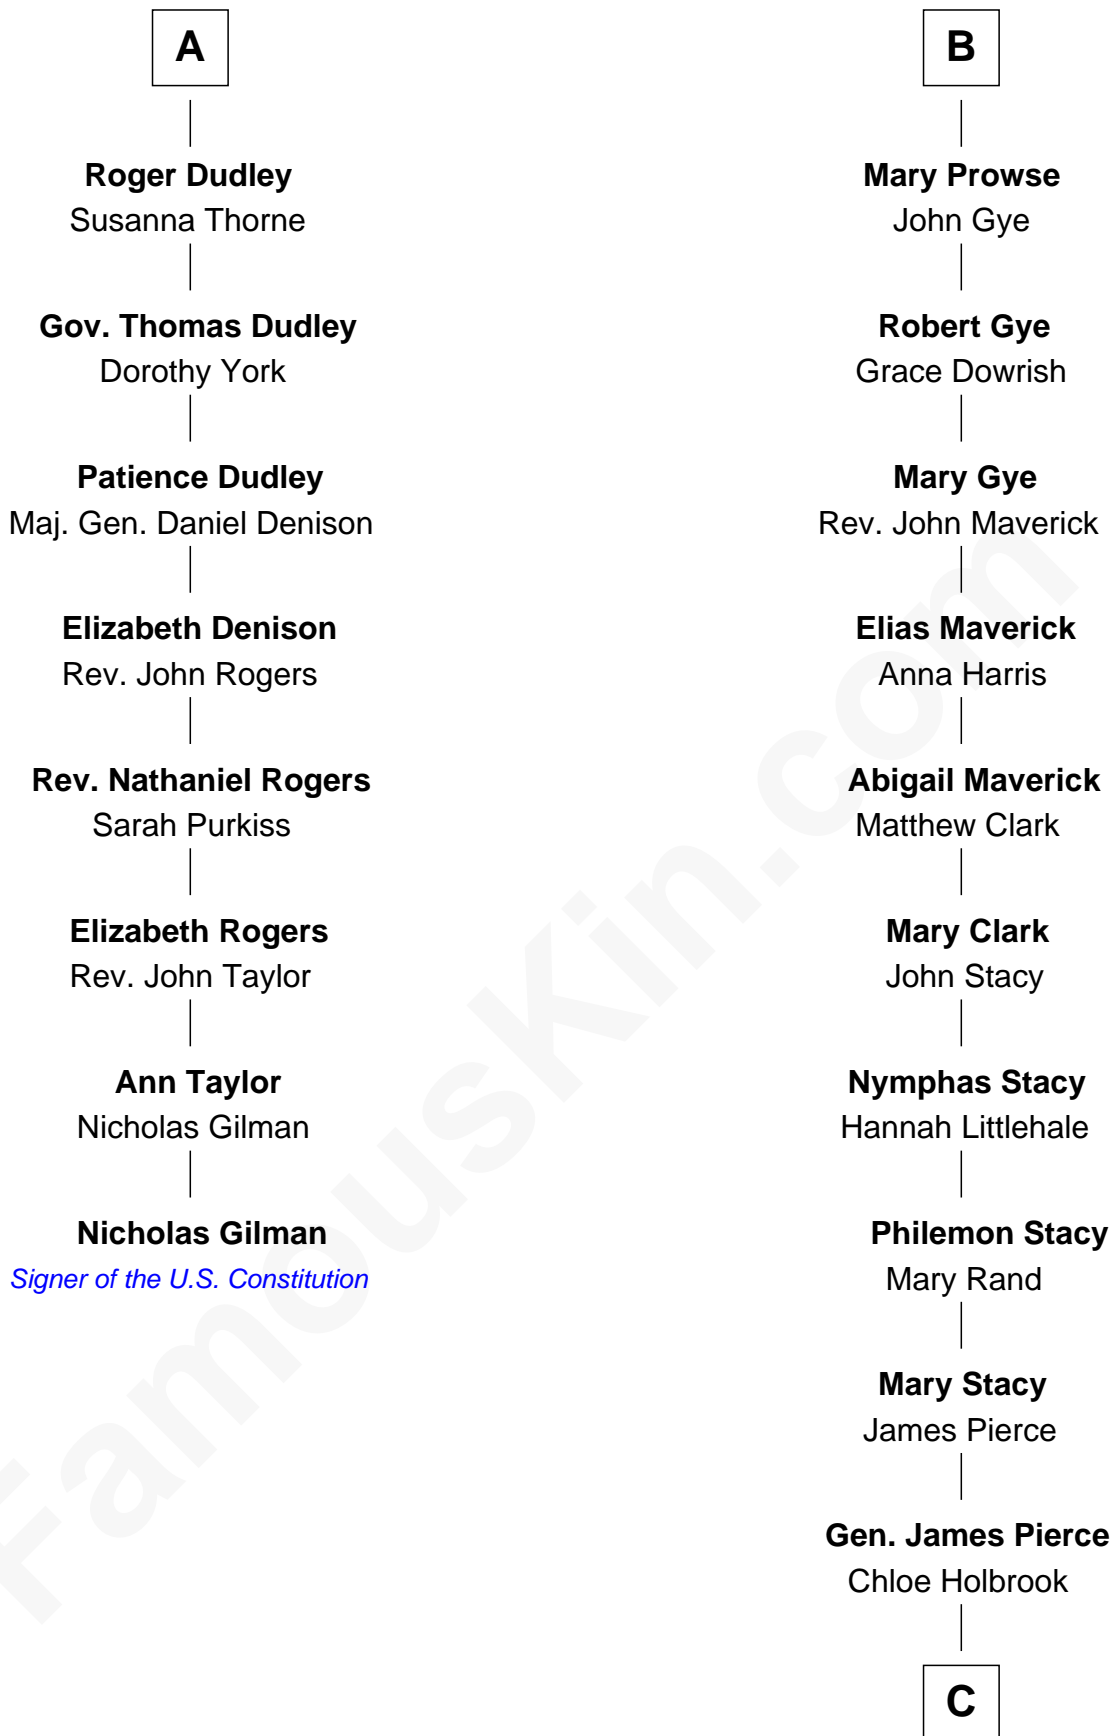 A
Roger Dudley
Susanna Thorne
Gov. Thomas Dudley
Dorothy York
Patience Dudley
Maj. Gen. Daniel Denison
Elizabeth Denison
Rev. John Rogers
Rev. Nathaniel Rogers
Sarah Purkiss
Elizabeth Rogers
Rev. John Taylor
Ann Taylor
Nicholas Gilman
Nicholas Gilman
Signer of the U.S. Constitution
B
Mary Prowse
John Gye
Robert Gye
Grace Dowrish
Mary Gye
Rev. John Maverick
Elias Maverick
Anna Harris
Abigail Maverick
Matthew Clark
Mary Clark
John Stacy
Nymphas Stacy
Hannah Littlehale
Philemon Stacy
Mary Rand
Mary Stacy
James Pierce
Gen. James Pierce
Chloe Holbrook
C
FamousKin.com